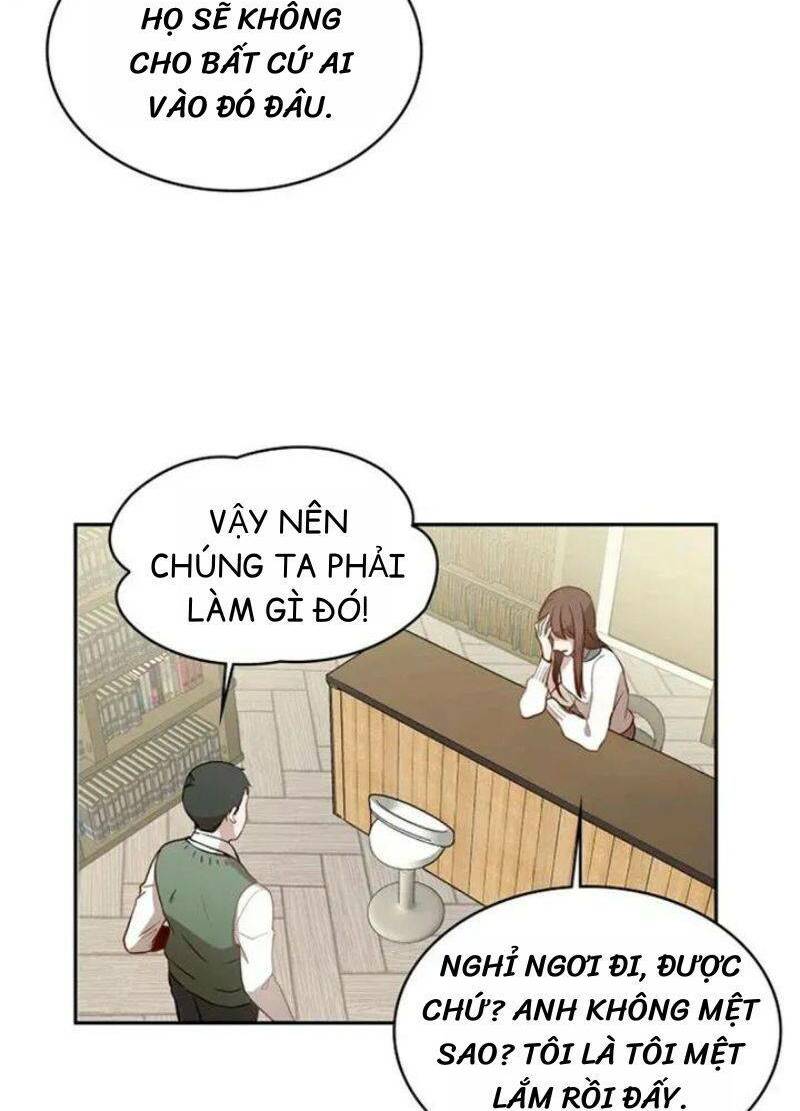 HỌ SẼ KHÔNG
CHO BẤT CỨ AI
VÀO ĐÓ ĐÂU.
VẬY NÊN
CHÚNG TA PHẢI
LÀM GÌ ĐÓ!
NGHỈ NGƠI ĐI, ĐƯỢC
CHỨ? ANH KHÔNG MỆT
SAO? TÔI LÀ TÔI MỆT
LẮM RỒI ĐẤY.